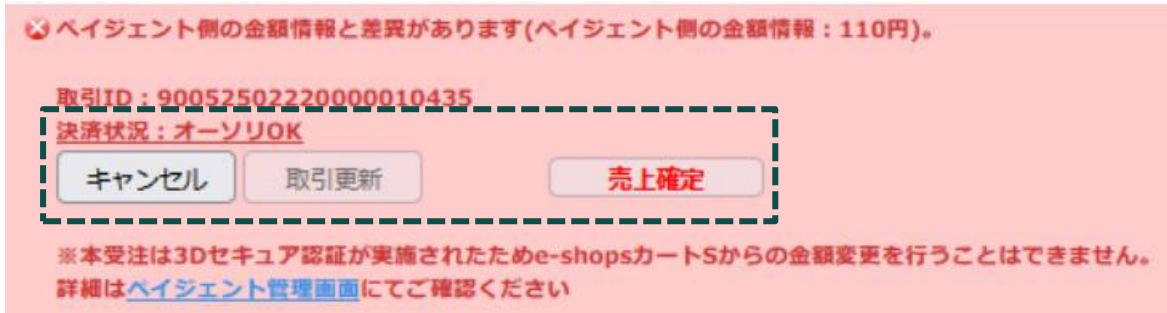 ペイジェント側の金額情報と差異があります(ペイジェント側の金額情報：110円)。
取引ID：90052502220000010435
決済状況：オーソリOK
キャンセル 取引更新 売上確定
※本受注は3Dセキュア認証が実施されたためe-shopsカートSからの金額変更を行うことはできません。
詳細はペイジェント管理画面にてご確認ください